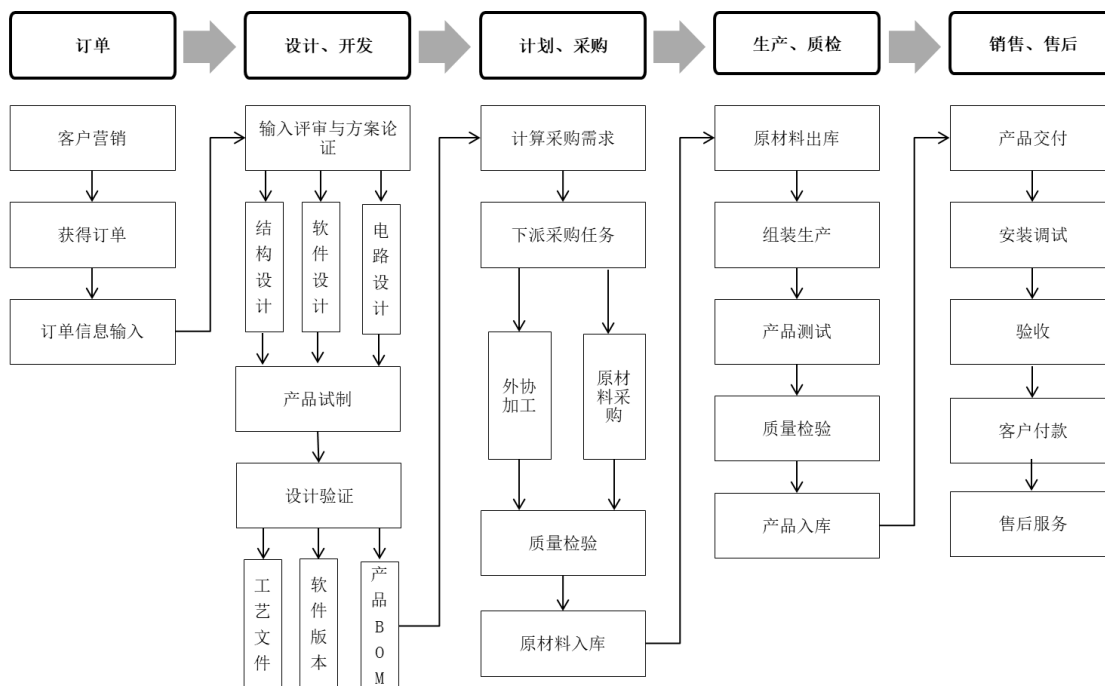 订单
设计、开发
计划、采购
生产、质检
销售、售后
客户营销
获得订单
订单信息输入
输入评审与方案论
证
结构设计
软件设计
电路设计
产品试制
设计验证
工艺文件
软件版本
产品BOM
计算采购需求
下派采购任务
外协
加工
原材
料采
购
质量检验
原材料入库
原材料出库
组装生产
产品测试
质量检验
产品入库
产品交付
安装调试
验收
客户付款
售后服务